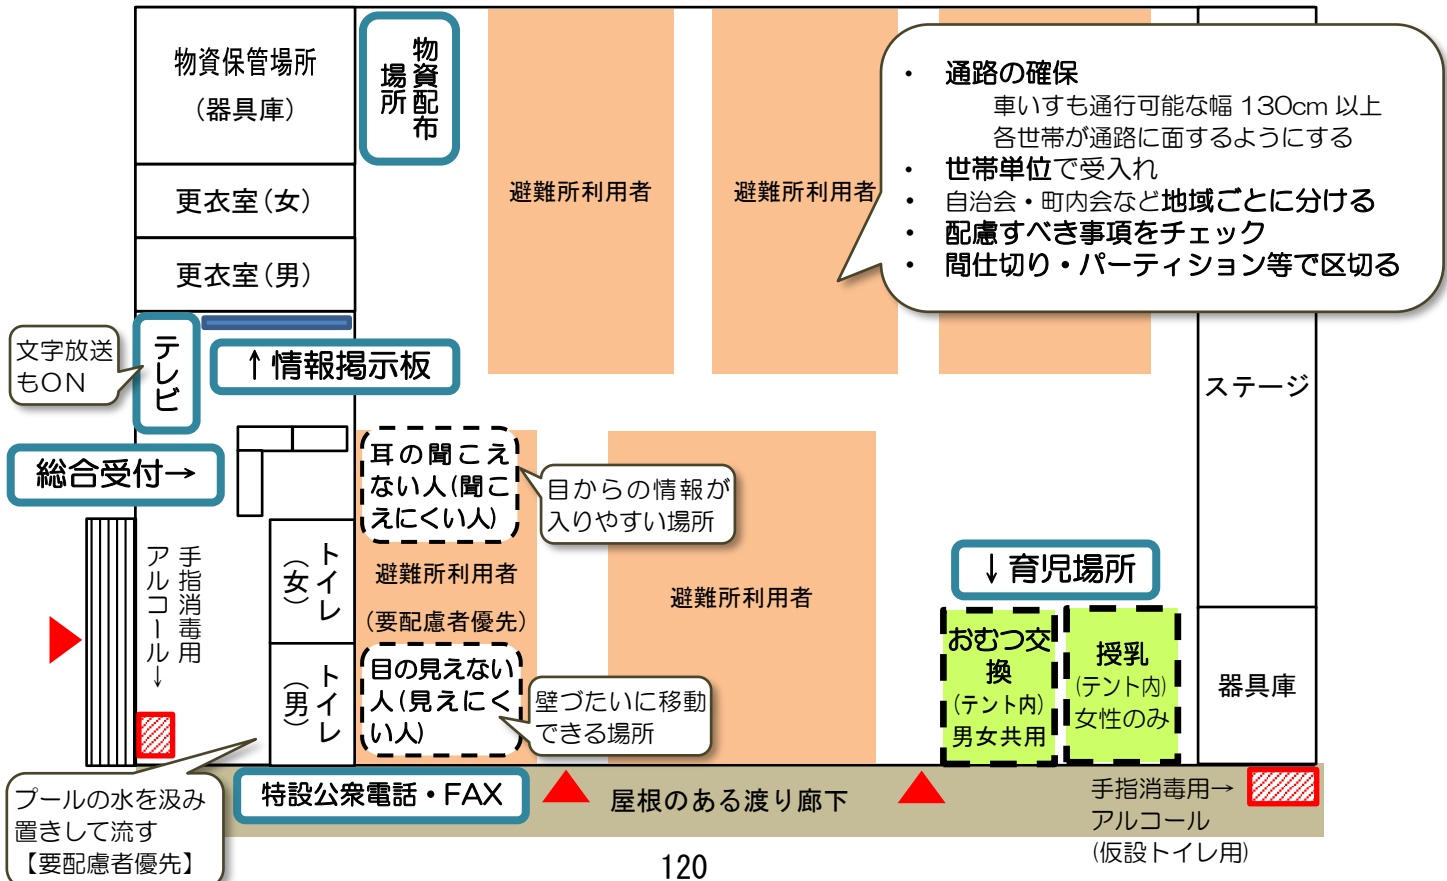 物資保管場所
(器具庫)
物資配布
場所
避難所利用者
避難所利用者
・ 通路の確保
車いすも通行可能な幅 130cm 以上
各世帯が通路に面するようにする
・ 世帯単位で受入れ
・ 自治会・町内会など地域ごとに分ける
・ 配慮すべき事項をチェック
・ 間仕切り・パーティション等で区切る
更衣室(女)
更衣室(男)
文字放送
もON
テレビ
↑情報掲示板
ステージ
総合受付→
耳の聞こえ
ない人(聞こ
えにくい人)
目からの情報が
入りやすい場所
手指消毒用
アルコール→
トイレ
(女)
避難所利用者
(要配慮者優先)
避難所利用者
↓育児場所
トイレ
(男)
目の見えない
人(見えにく
い人)
壁づたいに移動
できる場所
おむつ交
換
(テント内)
男女共用
授乳
(テント内)
女性のみ
器具庫
プールの水を汲み
置きして流す
【要配慮者優先】
特設公衆電話・FAX
屋根のある渡り廊下
手指消毒用→
アルコール
(仮設トイレ用)
120